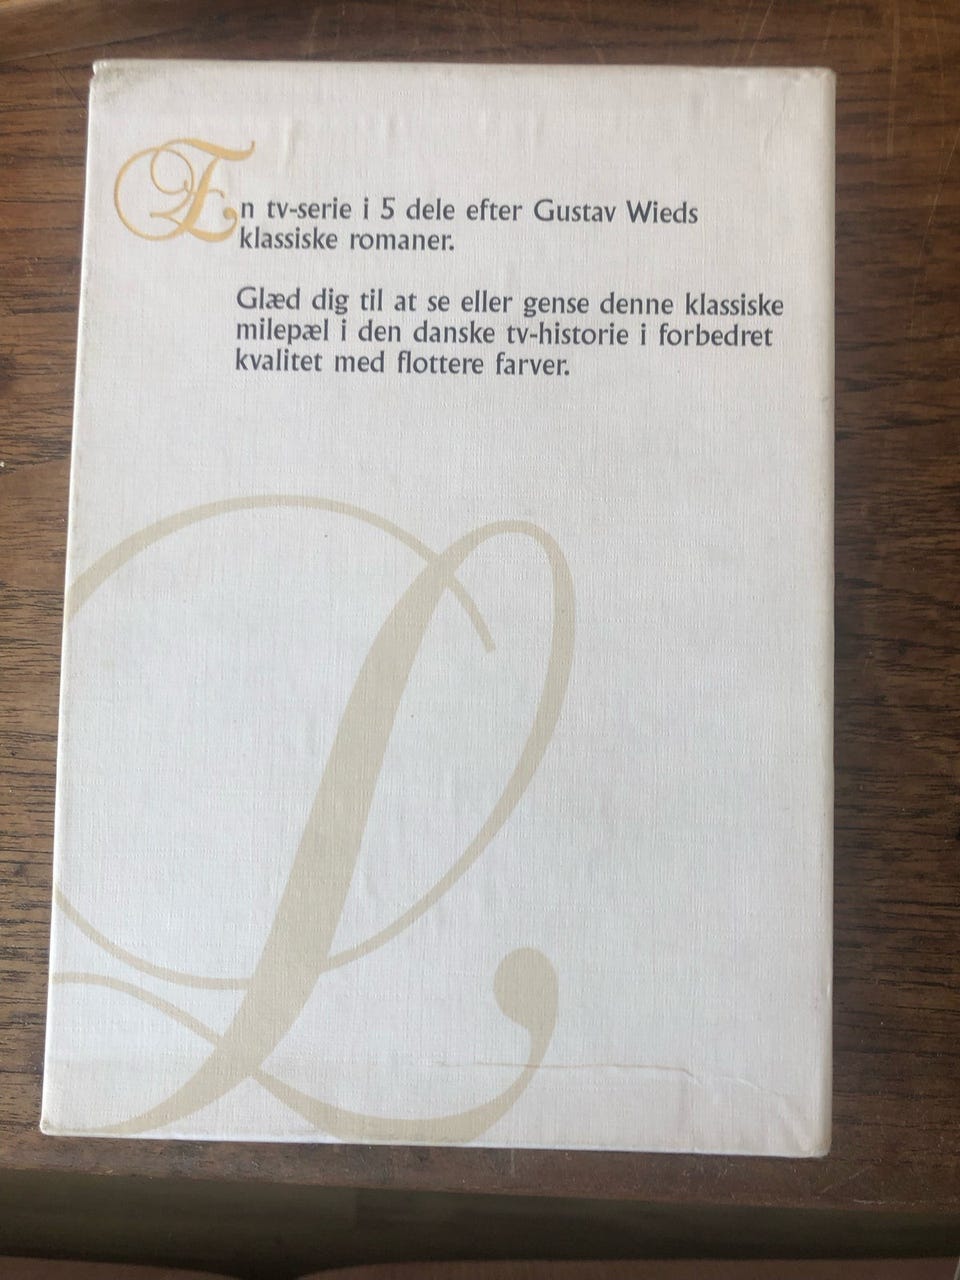 En tv-serie i 5 dele efter Gustav Wieds
klassiske romaner.
Glæd dig til at se eller gense denne klassiske
milepæl i den danske tv-historie i forbedret
kvalitet med flottere farver.
L